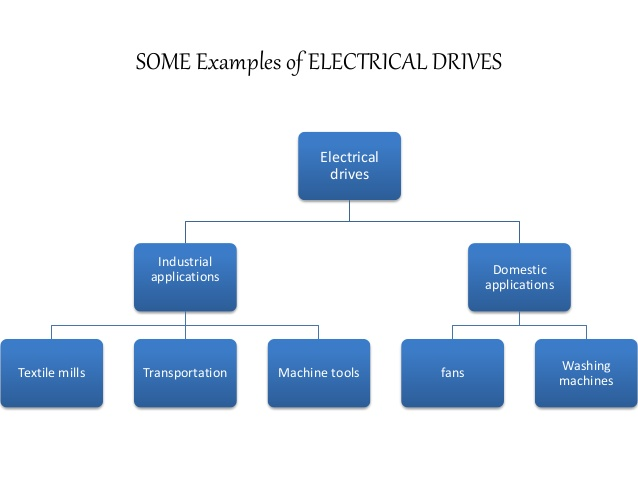 SOME Examples of ELECTRICAL DRIVES
Electrical
drives
Industrial
applications
Domestic
applications
Textile mills
Transportation
Machine tools
fans
Washing
machines